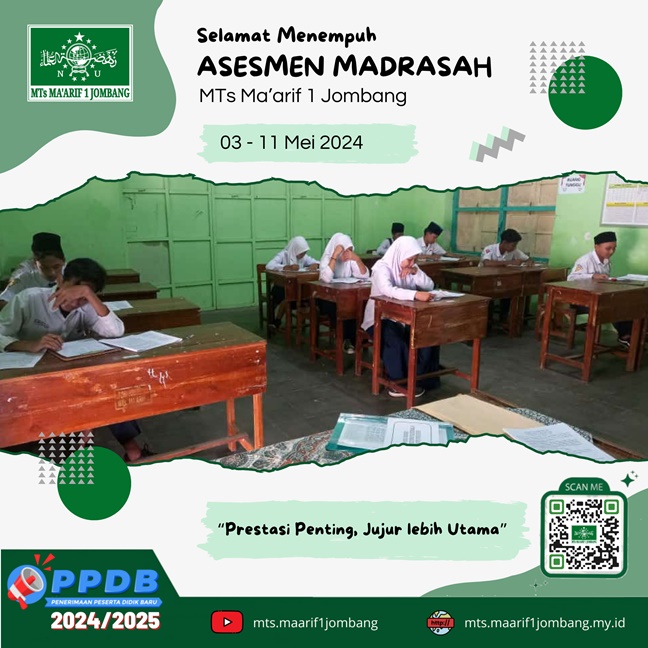 N U
MTs MA'ARIF 1 JOMBANG
Selamat Menempuh
ASESMEN MADRASAH
MTs Ma'arif 1 Jombang
03 - 11 Mei 2024
RUANG
TUNGGU
"Prestasi Penting, Jujur lebih Utama"
SCAN ME
PPDB
PENERIMAAN PESERTA DIDIK BARU
2024/2025
mts.maarif1jombang
http://
mts.maarif1jombang.my.id